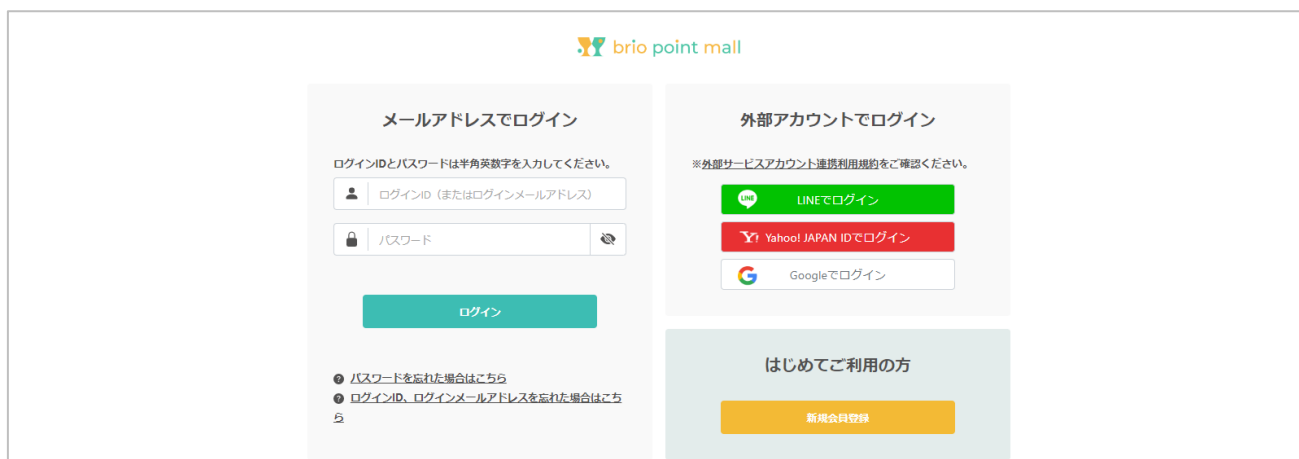 brio point mall
メールアドレスでログイン
ログインIDとパスワードは半角英数字を入力してください。
ログインID（またはログインメールアドレス）
パスワード
ログイン
パスワードを忘れた場合はこちら
ログインID、ログインメールアドレスを忘れた場合はこち
ら
外部アカウントでログイン
※外部サービスアカウント連携利用規約をご確認ください。
LINE LINEでログイン
Y! Yahoo! JAPAN IDでログイン
G Googleでログイン
はじめてご利用の方
新規会員登録